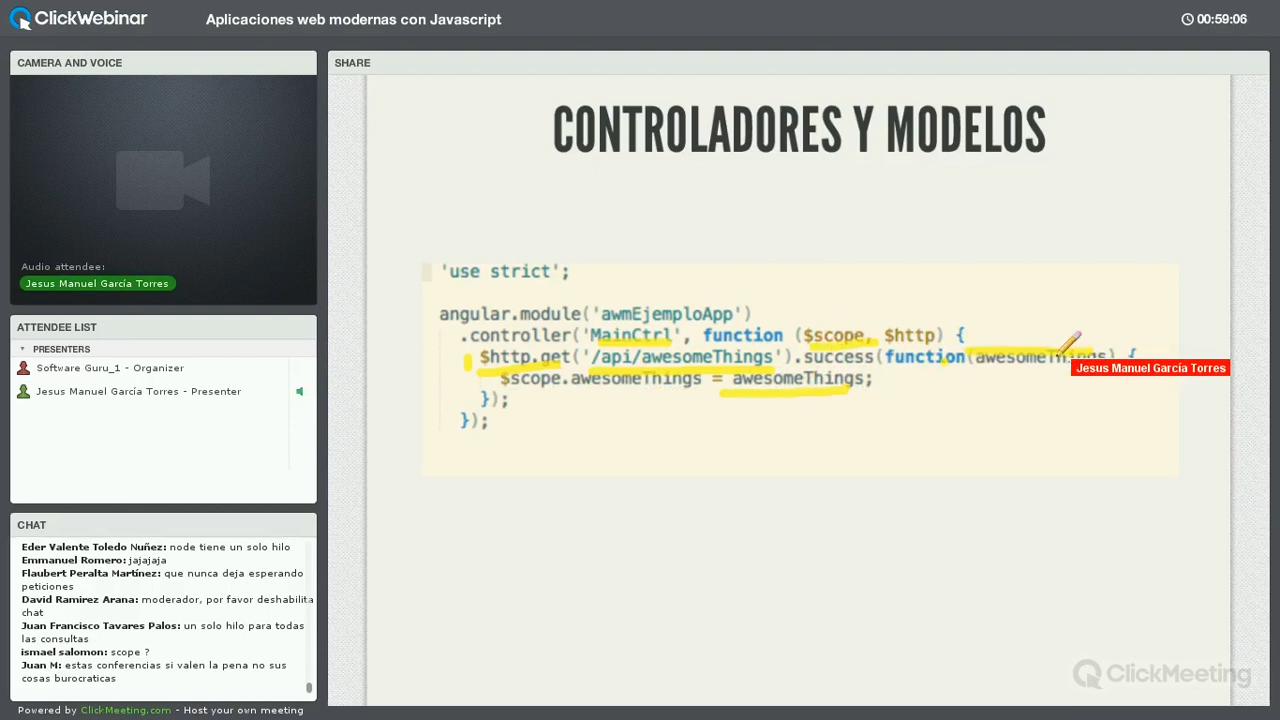 ClickWebinar
Aplicaciones web modernas con Javascript
00:59:06
CAMERA AND VOICE
Audio attendee:
Jesus Manuel García Torres
ATTENDEE LIST
PRESENTERS
Software Guru_1 - Organizer
Jesus Manuel García Torres - Presenter
CHAT
Eder Valente Toledo Nuñez: node tiene un solo hilo
Emmanuel Romero: jajajaja
Flaubert Peralta Martínez: que nunca deja esperando
peticiones
David Ramirez Arana: moderador, por favor deshabilita
chat
Juan Francisco Tavares Palos: un solo hilo para todas
las consultas
ismael salomon: scope ?
Juan M: estas conferencias si valen la pena no sus
cosas burocraticas
Powered by ClickMeeting.com - Host your own meeting
SHARE
CONTROLADORES Y MODELOS
'use strict';
angular.module('awmEjemploApp')
.controller('MainCtrl', function ($scope, $http) {
$http.get('/api/awesomeThings').success(function(awesomeThings) {
$scope.awesomeThings = awesomeThings;
});
});
Jesus Manuel García Torres
ClickMeeting